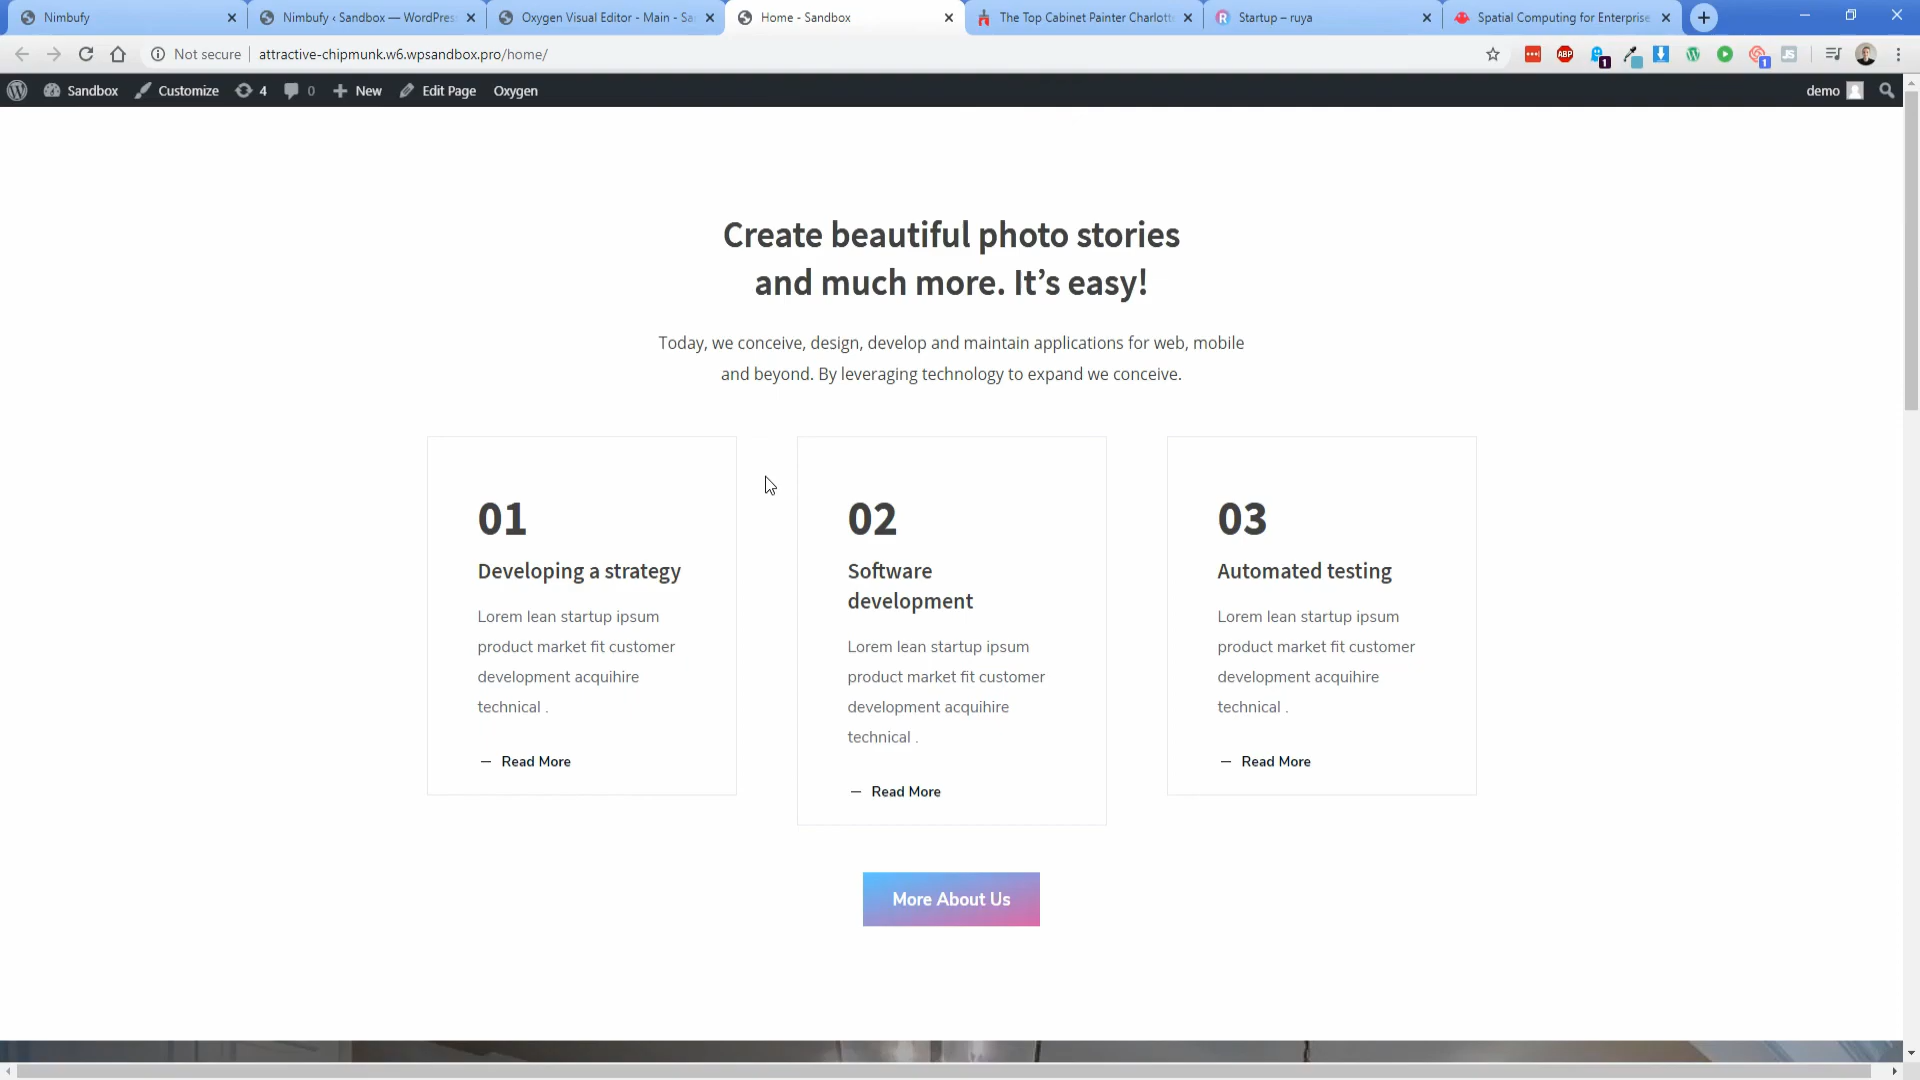 Nimbufy
Nimbufy ‹ Sandbox — WordPres
Oxygen Visual Editor - Main - Sa
Home - Sandbox
The Top Cabinet Painter Charlott
Startup – ruya
Spatial Computing for Enterprise
Not secure
attractive-chipmunk.w6.wpsandbox.pro/home/
ABP
1
1
JS
Sandbox
Customize
4
0
New
Edit Page
Oxygen
demo
Create beautiful photo stories
and much more. It’s easy!
Today, we conceive, design, develop and maintain applications for web, mobile
and beyond. By leveraging technology to expand we conceive.
01
Developing a strategy
Lorem lean startup ipsum
product market fit customer
development acquihire
technical .
— Read More
02
Software
development
Lorem lean startup ipsum
product market fit customer
development acquihire
technical .
— Read More
03
Automated testing
Lorem lean startup ipsum
product market fit customer
development acquihire
technical .
— Read More
More About Us